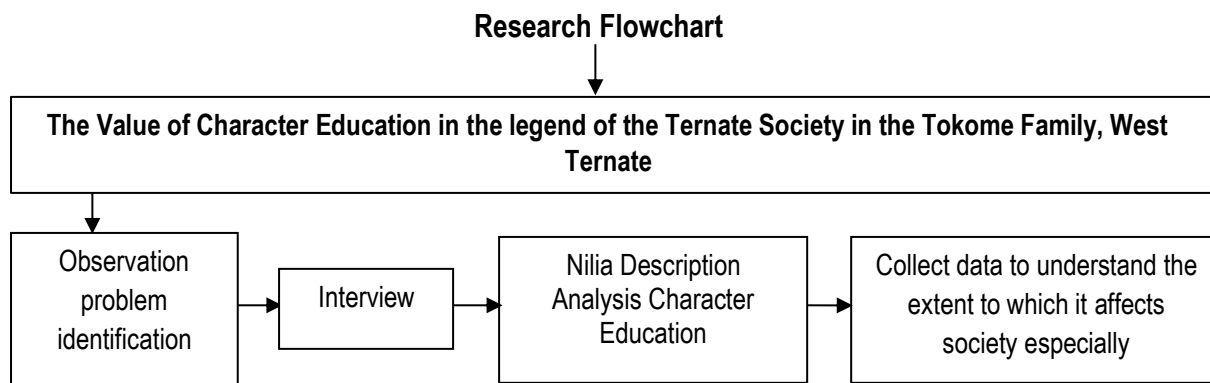 Research Flowchart
The Value of Character Education in the legend of the Ternate Society in the Tokome Family, West
Ternate
Observation
problem
identification
Interview
Nilia Description
Analysis Character
Education
Collect data to understand the
extent to which it affects
society especially